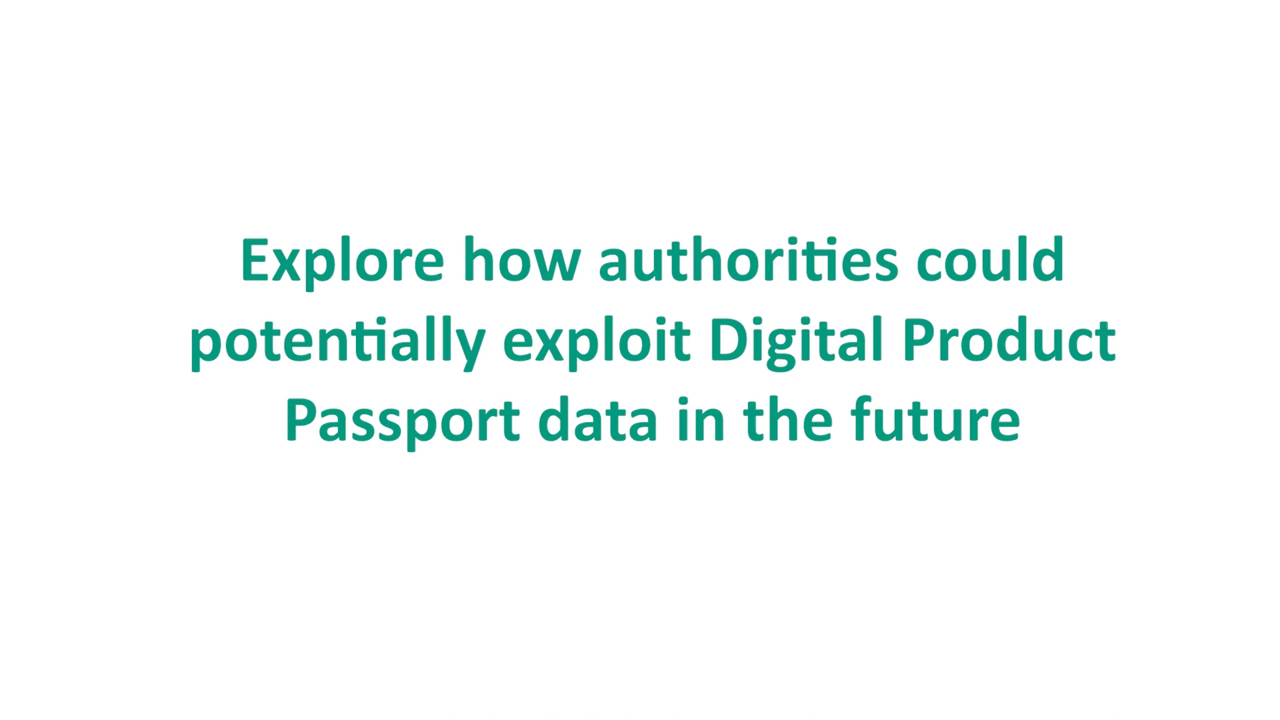 Explore how authorities could
potentially exploit Digital Product
Passport data in the future